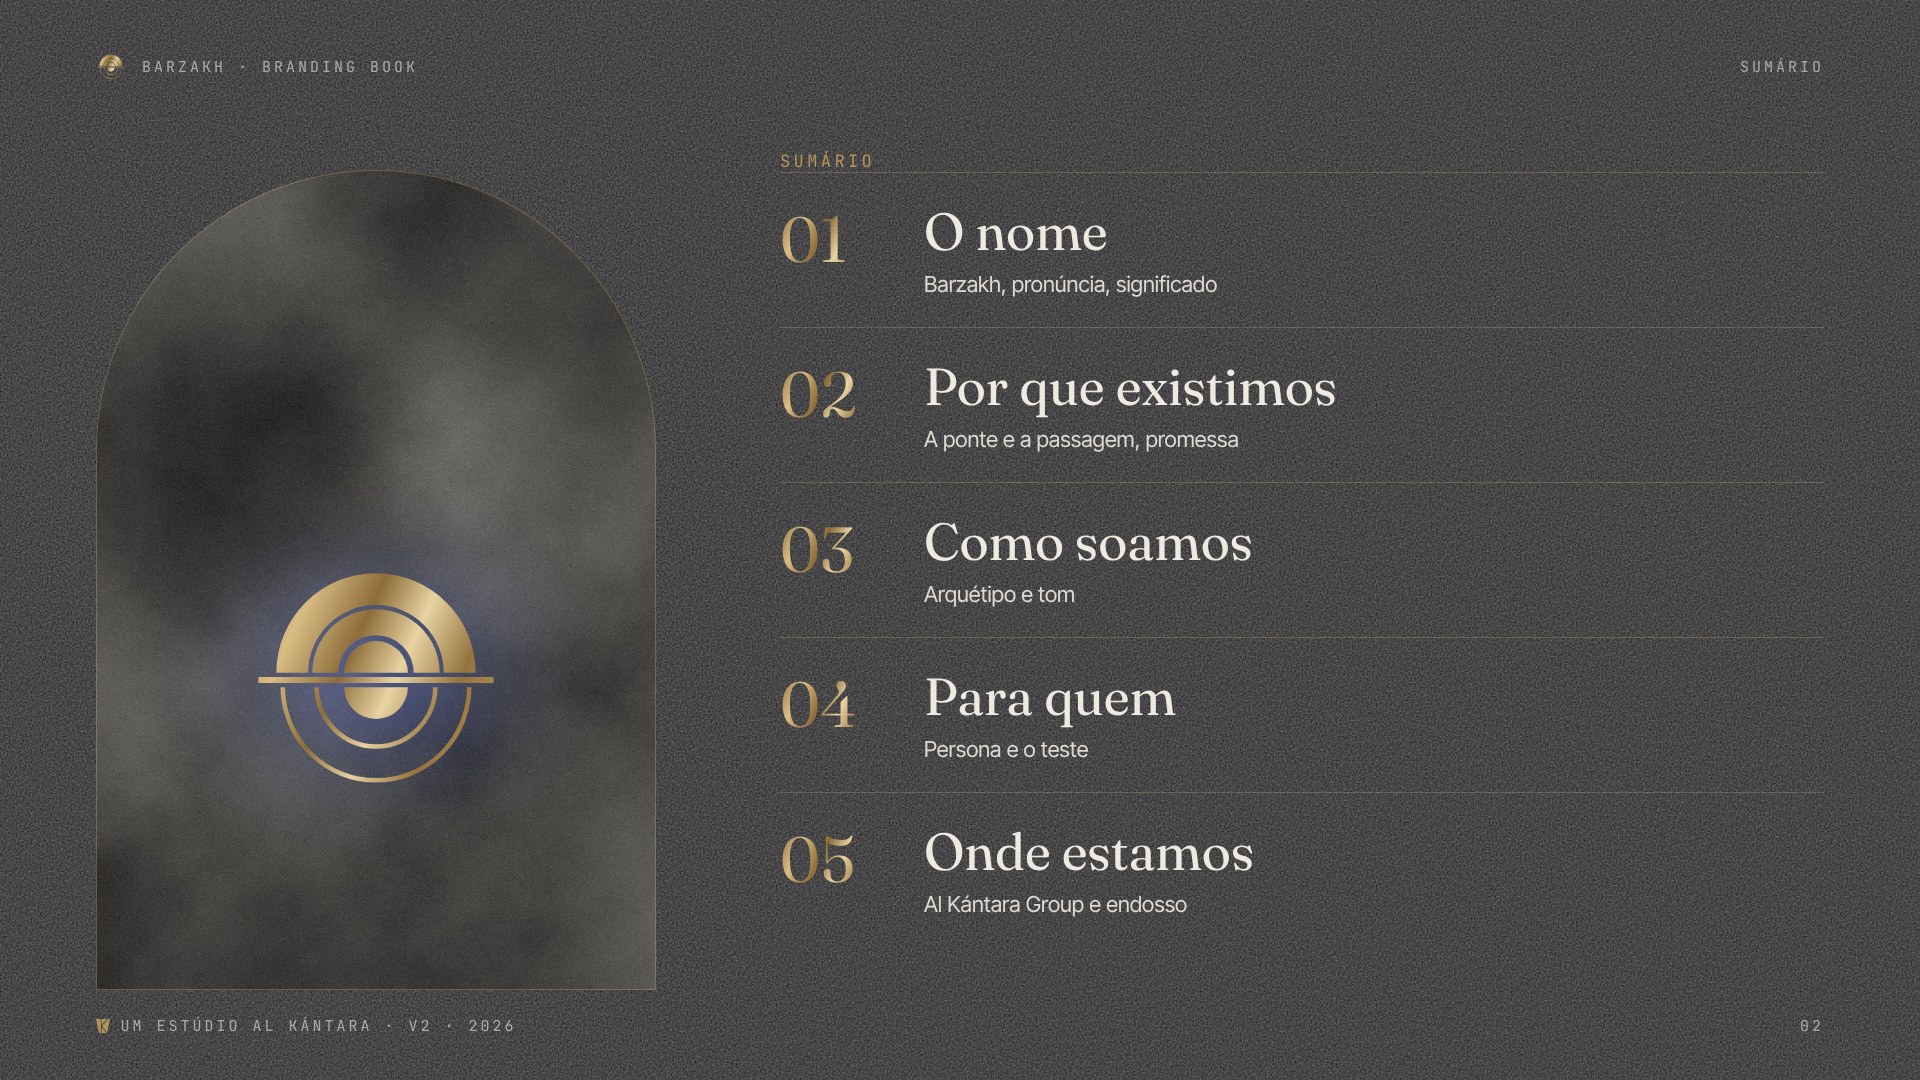 BARZAKH · BRANDING BOOK
SUMÁRIO
SUMÁRIO
01
O nome
Barzakh, pronúncia, significado
02
Por que existimos
A ponte e a passagem, promessa
03
Como soamos
Arquétipo e tom
04
Para quem
Persona e o teste
05
Onde estamos
Al Kántara Group e endosso
UM ESTÚDIO AL KÁNTARA · V2 · 2026
02